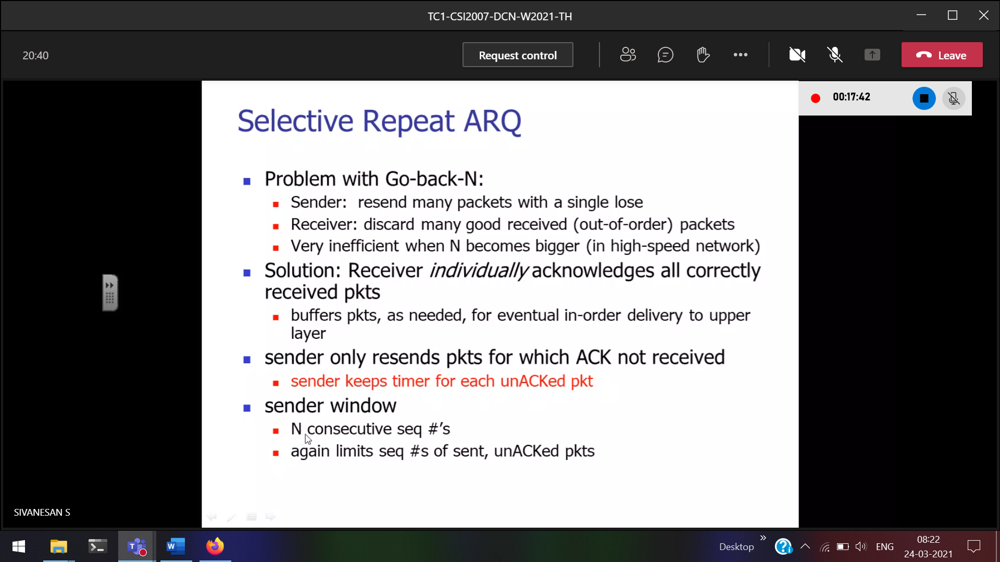 TC1-CSI2007-DCN-W2021-TH
20:40
Request control
Leave
00:17:42
Selective Repeat ARQ
Problem with Go-back-N:
Sender: resend many packets with a single lose
Receiver: discard many good received (out-of-order) packets
Very inefficient when N becomes bigger (in high-speed network)
Solution: Receiver individually acknowledges all correctly
received pkts
buffers pkts, as needed, for eventual in-order delivery to upper
layer
sender only resends pkts for which ACK not received
sender keeps timer for each unACKed pkt
sender window
N consecutive seq #’s
again limits seq #s of sent, unACKed pkts
SIVANESAN S
Desktop
ENG
08:22
24-03-2021